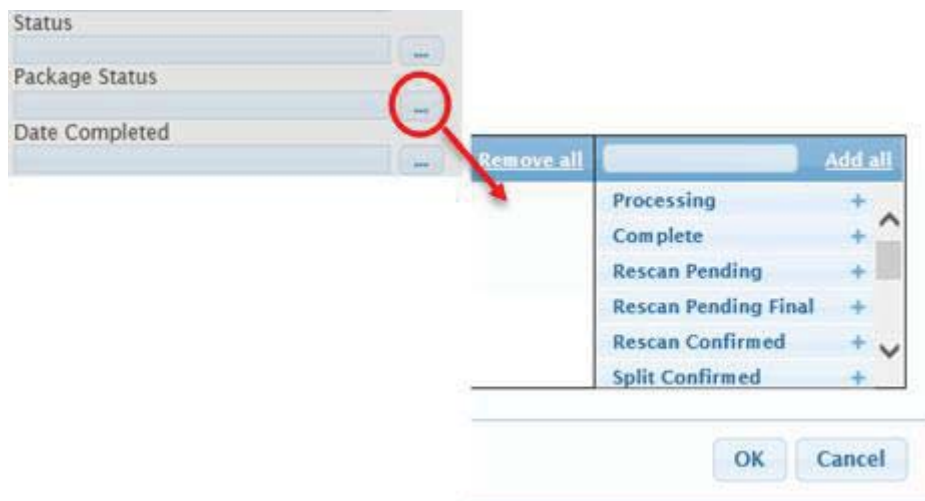 Status
...
Package Status
...
Date Completed
...
Remove all Add all
Processing +
Complete +
Rescan Pending +
Rescan Pending Final +
Rescan Confirmed +
Split Confirmed +
OK Cancel